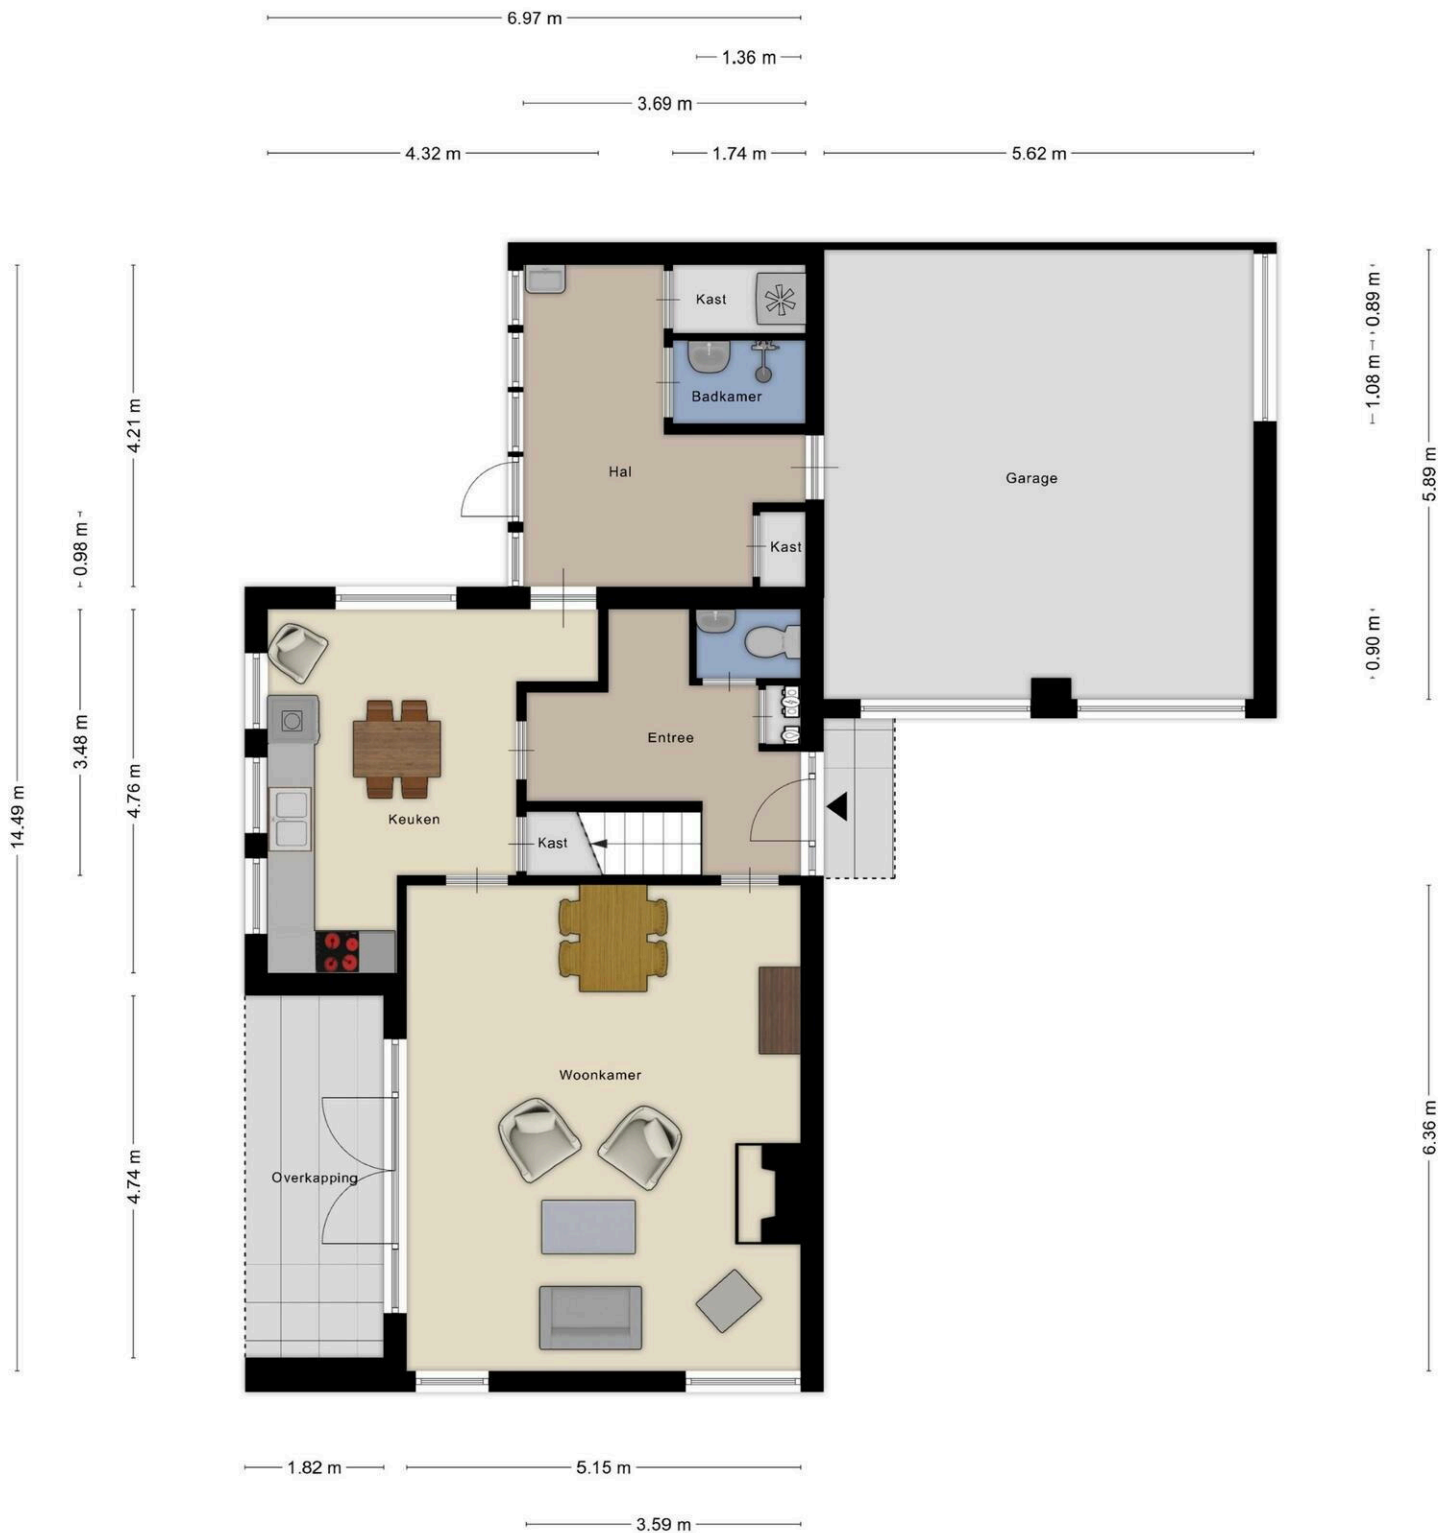 6.97 m
1.36 m
3.69 m
4.32 m
1.74 m
5.62 m
Kast
0.89 m
1.08 m
Badkamer
4.21 m
Hal
Garage
5.89 m
0.98 m
Kast
0.90 m
Entree
3.48 m
4.76 m
14.49 m
Keuken
Kast
Woonkamer
6.36 m
Overkapping
4.74 m
1.82 m
5.15 m
3.59 m